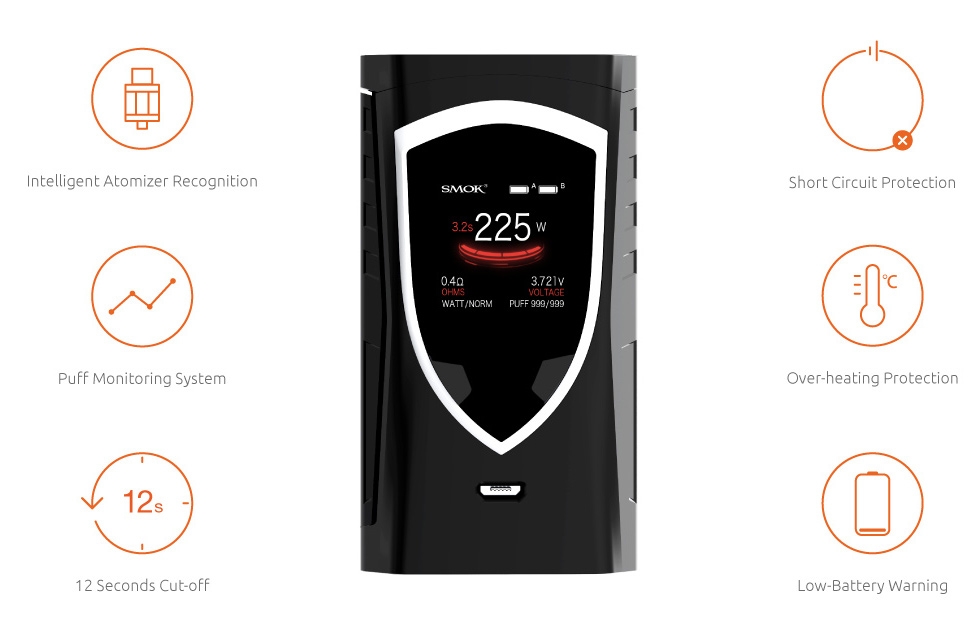 Intelligent Atomizer Recognition
Puff Monitoring System
12s
12 Seconds Cut-off
SMOK®
A B
3.2s 225 W
0.4Ω 3.721V
OHMS VOLTAGE
WATT/NORM PUFF 999/999
Short Circuit Protection
°C
Over-heating Protection
Low-Battery Warning